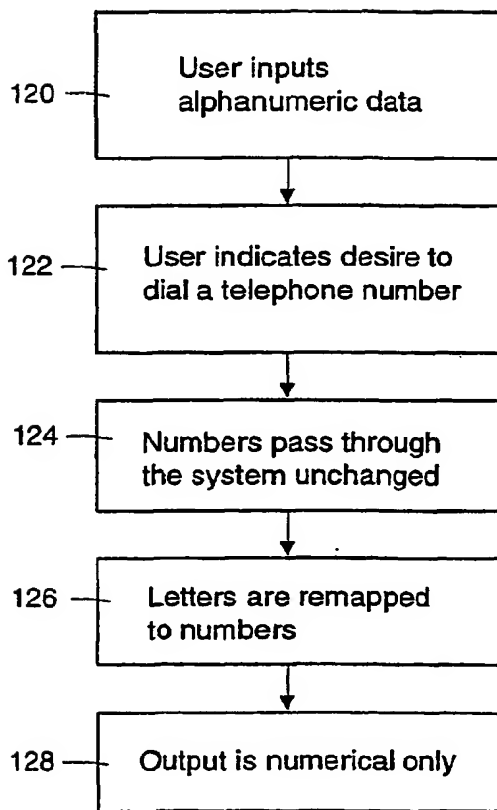 120
User inputs
alphanumeric data
122
User indicates desire to
dial a telephone number
124
Numbers pass through
the system unchanged
126
Letters are remapped
to numbers
128
Output is numerical only